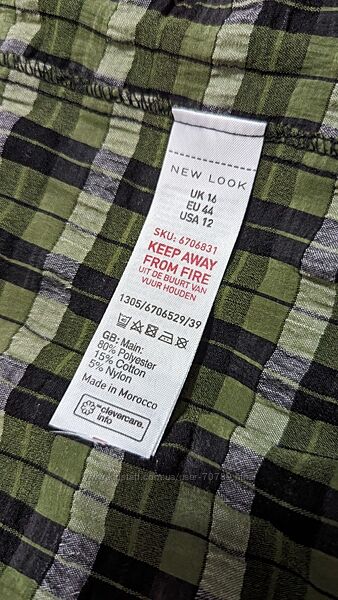 NEW LOOK
UK 16
EU 44
USA 12
SKU: 6706831
KEEP AWAY
FROM FIRE
UIT DE BUURT VAN
VUUR HOUDEN
1305/6706529/39
GB: Main:
80% Polyester
15% Cotton
5% Nylon
Made in Morocco
clevercare.
info